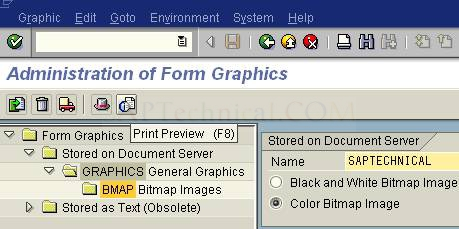 Graphic Edit Goto Environment System Help
Administration of Form Graphics
SAPTechnical.COM
Print Preview (F8)
Form Graphics
Stored on Document Server
GRAPHICS General Graphics
BMAP Bitmap Images
Stored as Text (Obsolete)
Stored on Document Server
Name SAPTECHNICAL
Black and White Bitmap Image
Color Bitmap Image